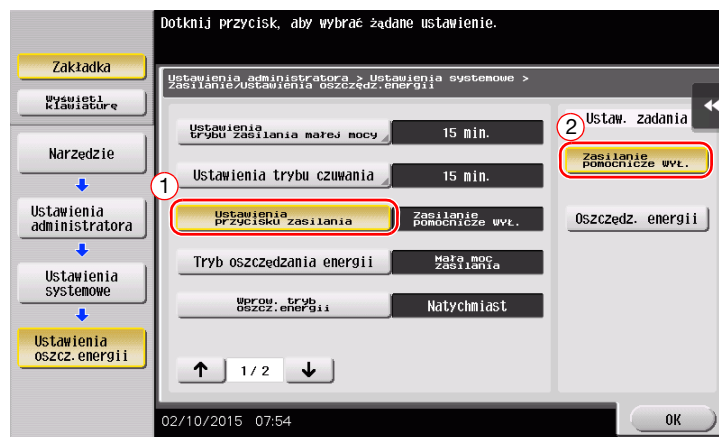 Dotknij przycisk, aby wybrać żądane ustawienie.
Zakładka
Wyświetl
klawiaturę
Narzędzie
Ustawienia
administratora
Ustawienia
systemowe
Ustawienia
oszcz.energii
Ustawienia administratora > Ustawienia systemowe >
Zasilanie/Ustawienia oszczędz.energii
Ustawienia
trybu zasilania małej mocy
15 min.
Ustawienia trybu czuwania
15 min.
1
Ustawienia
przycisku zasilania
Zasilanie
pomocnicze WYŁ.
Tryb oszczędzania energii
Mała moc
zasilania
Wprow. tryb
oszcz.energii
Natychmiast
1/ 2
2
Ustaw. zadania
Zasilanie
pomocnicze WYŁ.
Oszczędz. energii
02/10/2015 07:54
OK